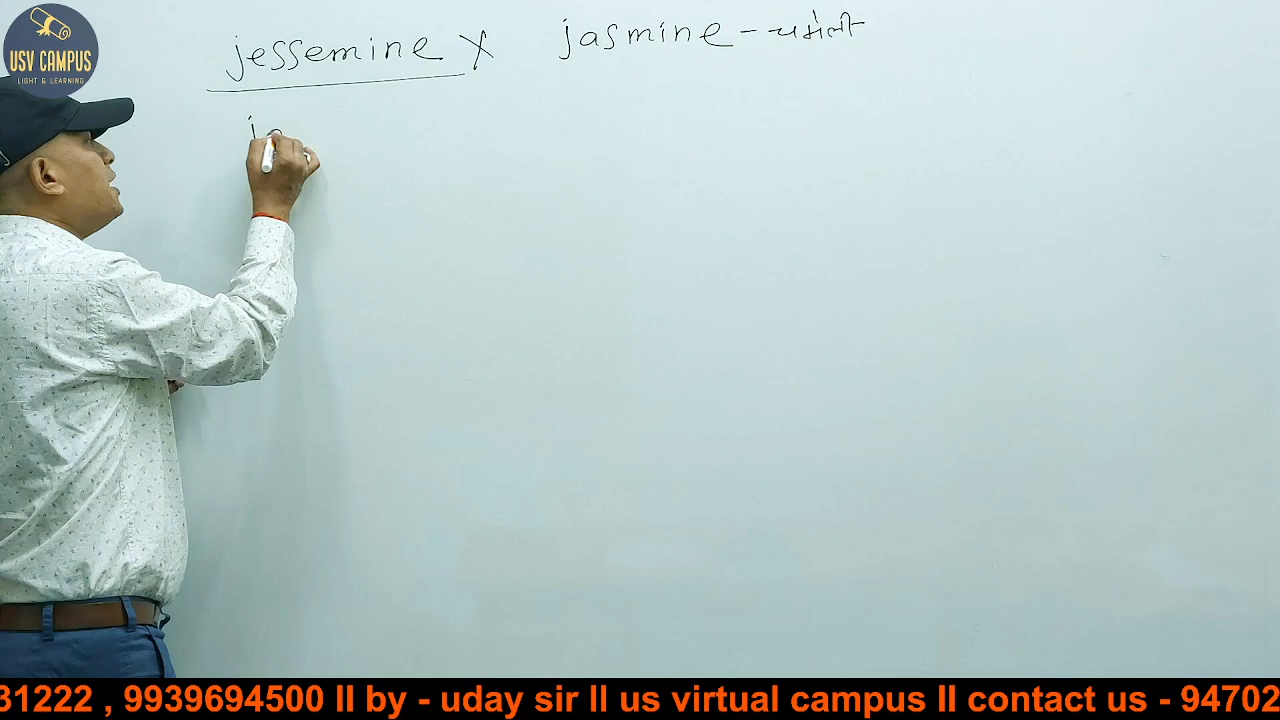 USV CAMPUS
LIGHT & LEARNING
jessemine X jasmine - चमेली
31222 , 9939694500 II by - uday sir II us virtual campus II contact us - 94702